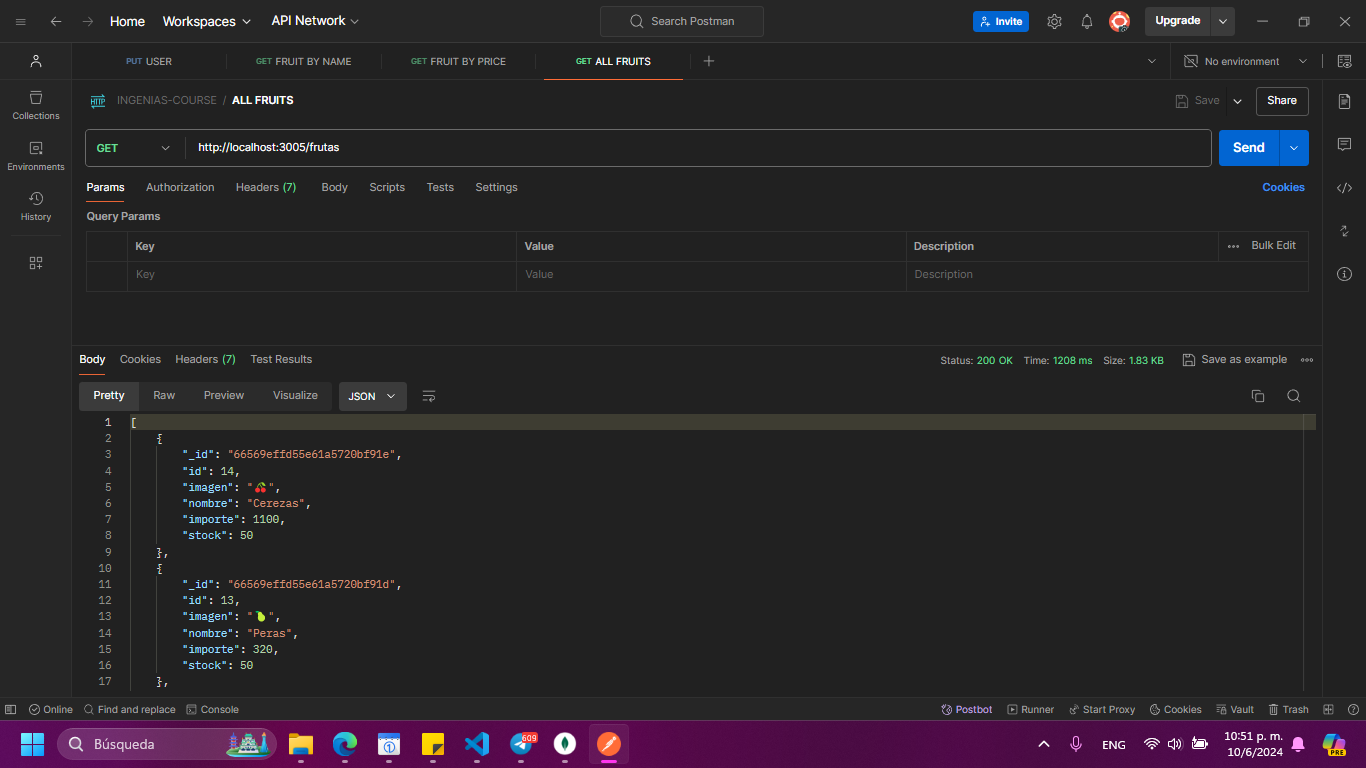 Home Workspaces API Network Search Postman Invite Upgrade
PUT USER GET FRUIT BY NAME GET FRUIT BY PRICE GET ALL FRUITS No environment
HTTP INGENIAS-COURSE / ALL FRUITS Save Share
Collections
GET http://localhost:3005/frutas Send
Environments
Params Authorization Headers (7) Body Scripts Tests Settings Cookies
History
Query Params
Key Value Description Bulk Edit
Key Value Description
Body Cookies Headers (7) Test Results Status: 200 OK Time: 1208 ms Size: 1.83 KB Save as example
Pretty Raw Preview Visualize JSON
1 [
2 {
3 "_id": "66569effd55e61a5720bf91e",
4 "id": 14,
5 "imagen": "🍒",
6 "nombre": "Cerezas",
7 "importe": 1100,
8 "stock": 50
9 },
10 {
11 "_id": "66569effd55e61a5720bf91d",
12 "id": 13,
13 "imagen": "🍐",
14 "nombre": "Peras",
15 "importe": 320,
16 "stock": 50
17 },
Online Find and replace Console Postbot Runner Start Proxy Cookies Vault Trash
Búsqueda 1 609 ENG 10:51 p. m. PRE
10/6/2024